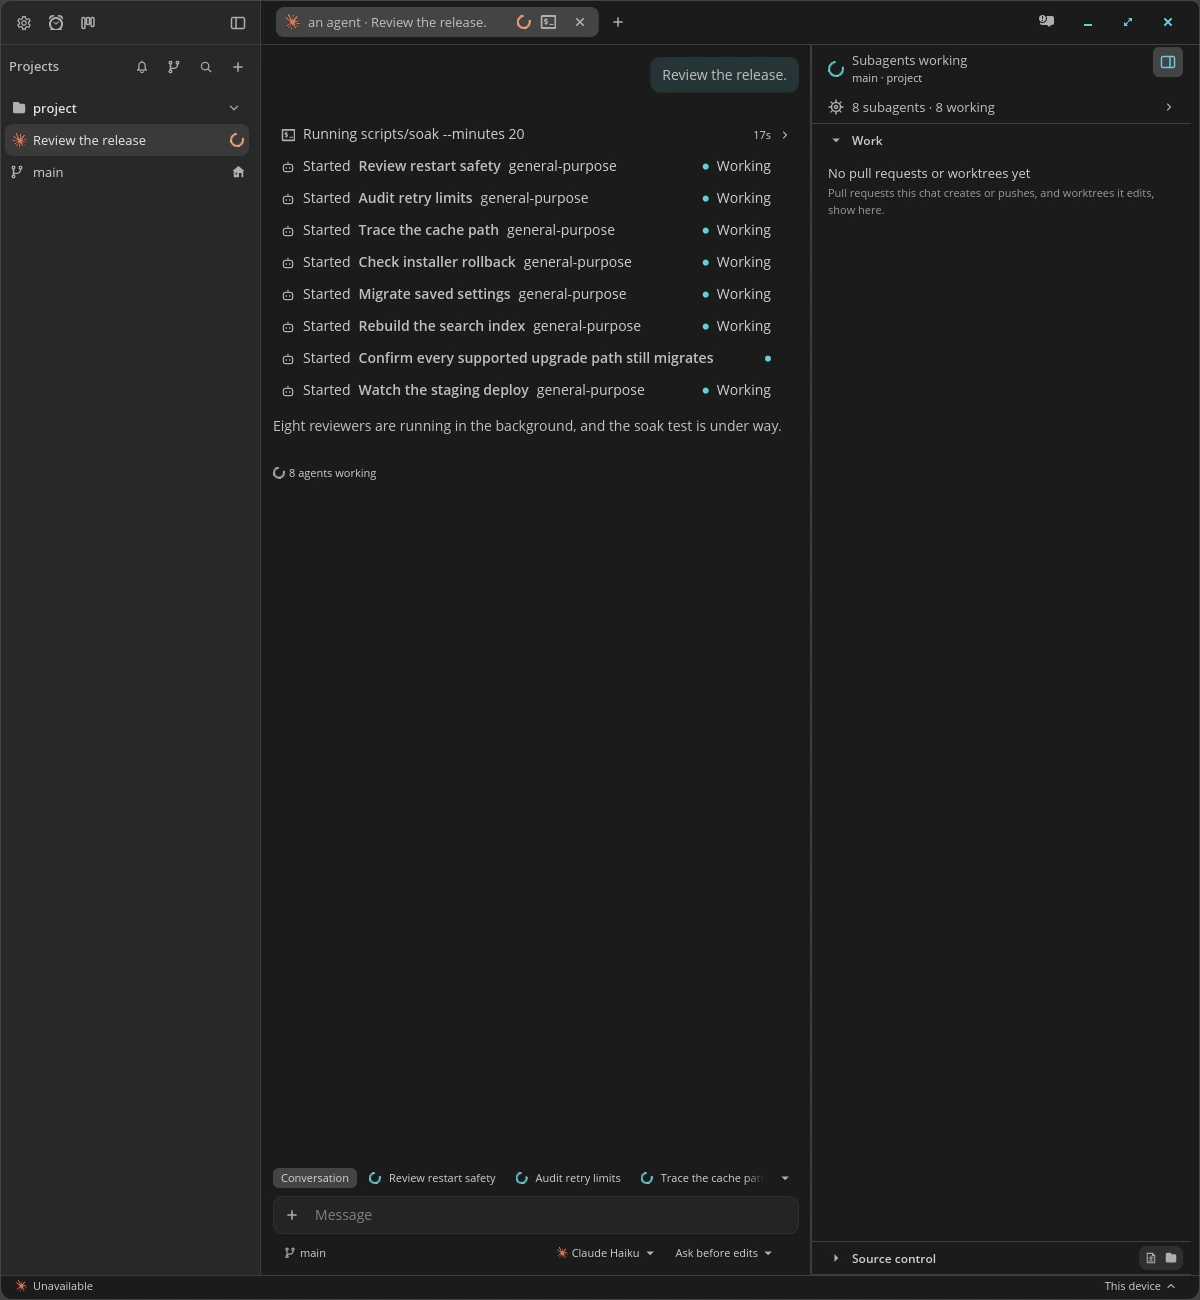 an agent · Review the release.
Projects
project
Review the release
main
Review the release.
Running scripts/soak --minutes 20 17s
Started Review restart safety general-purpose Working
Started Audit retry limits general-purpose Working
Started Trace the cache path general-purpose Working
Started Check installer rollback general-purpose Working
Started Migrate saved settings general-purpose Working
Started Rebuild the search index general-purpose Working
Started Confirm every supported upgrade path still migrates
Started Watch the staging deploy general-purpose Working
Eight reviewers are running in the background, and the soak test is under way.
8 agents working
Conversation Review restart safety Audit retry limits Trace the cache pat
Message
main Claude Haiku Ask before edits
Subagents working
main · project
8 subagents · 8 working
Work
No pull requests or worktrees yet
Pull requests this chat creates or pushes, and worktrees it edits,
show here.
Source control
Unavailable
This device